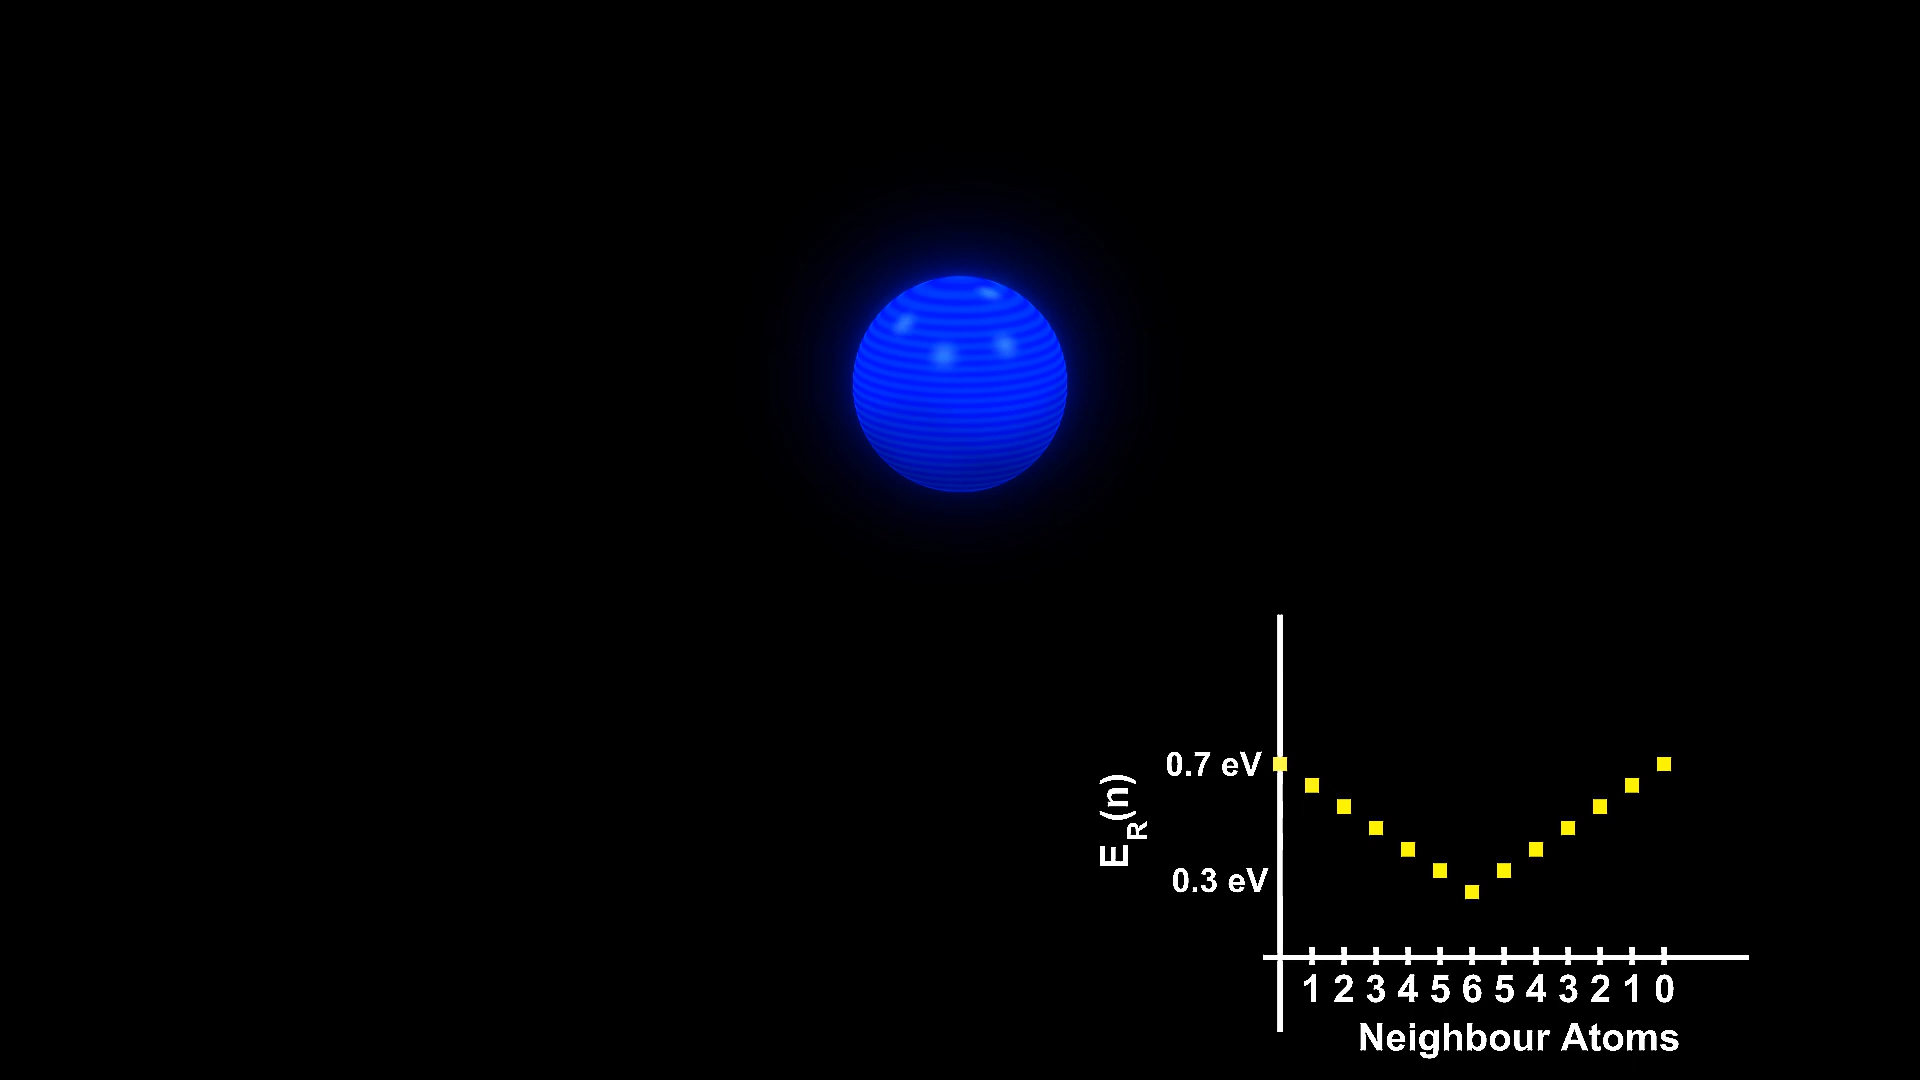 0.7 eV
E_R(n)
0.3 eV
1 2 3 4 5 6 5 4 3 2 1 0
Neighbour Atoms